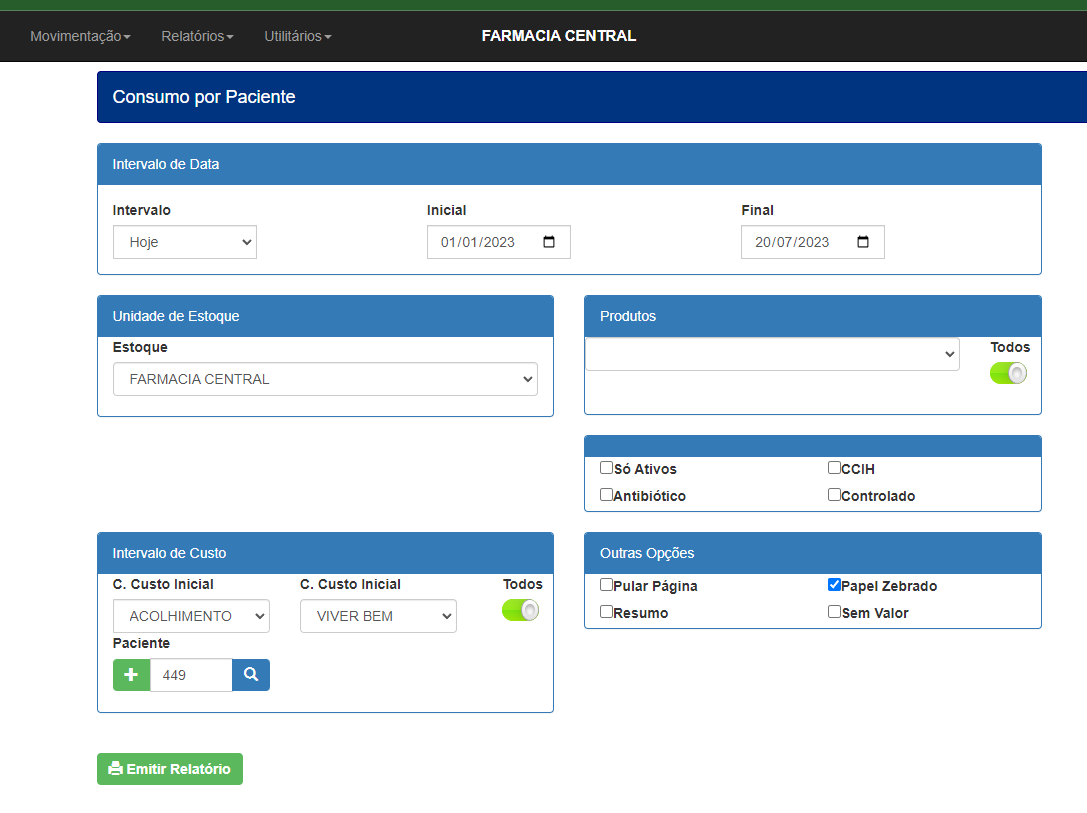 Movimentação Relatórios Utilitários FARMACIA CENTRAL
Consumo por Paciente
Intervalo de Data
Intervalo Inicial Final
Hoje 01/01/2023 20/07/2023
Unidade de Estoque
Estoque
FARMACIA CENTRAL
Produtos
Todos
Só Ativos CCIH
Antibiótico Controlado
Intervalo de Custo
C. Custo Inicial C. Custo Inicial Todos
ACOLHIMENTO VIVER BEM
Paciente
449
Outras Opções
Pular Página Papel Zebrado
Resumo Sem Valor
Emitir Relatório